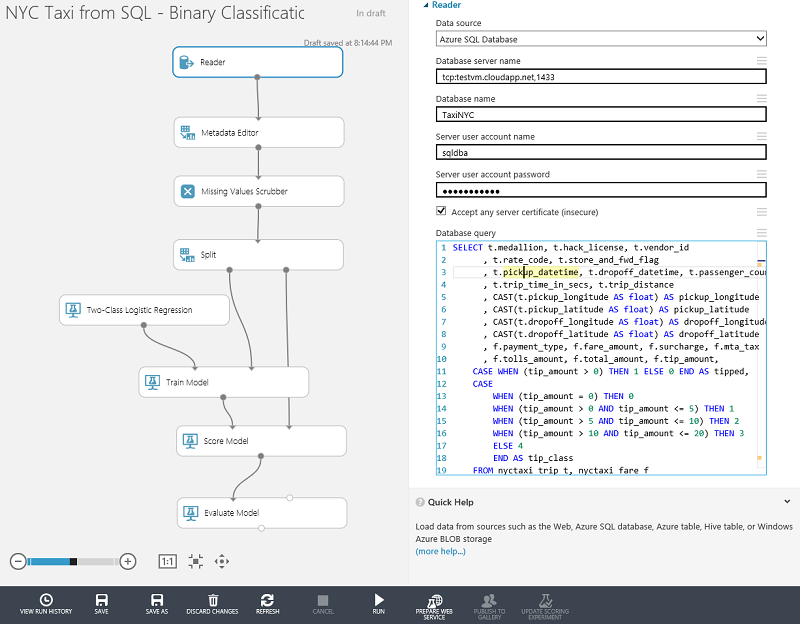 NYC Taxi from SQL - Binary Classificatic
In draft
Draft saved at 8:14:44 PM
Reader
Metadata Editor
Missing Values Scrubber
Split
Two-Class Logistic Regression
Train Model
Score Model
Evaluate Model
1:1
Reader
Data source
Azure SQL Database
Database server name
tcp:testvm.cloudapp.net,1433
Database name
TaxiNYC
Server user account name
sqldba
Server user account password
●●●●●●●●●●●
Accept any server certificate (insecure)
Database query
1 SELECT t.medallion, t.hack_license, t.vendor_id
2 , t.rate_code, t.store_and_fwd_flag
3 , t.pickup_datetime, t.dropoff_datetime, t.passenger_cou
4 , t.trip_time_in_secs, t.trip_distance
5 , CAST(t.pickup_longitude AS float) AS pickup_longitude
6 , CAST(t.pickup_latitude AS float) AS pickup_latitude
7 , CAST(t.dropoff_longitude AS float) AS dropoff_longitud
8 , CAST(t.dropoff_latitude AS float) AS dropoff_latitude
9 , f.payment_type, f.fare_amount, f.surcharge, f.mta_tax
10 , f.tolls_amount, f.total_amount, f.tip_amount,
11 CASE WHEN (tip_amount > 0) THEN 1 ELSE 0 END AS tipped,
12 CASE
13 WHEN (tip_amount = 0) THEN 0
14 WHEN (tip_amount > 0 AND tip_amount <= 5) THEN 1
15 WHEN (tip_amount > 5 AND tip_amount <= 10) THEN 2
16 WHEN (tip_amount > 10 AND tip_amount <= 20) THEN 3
17 ELSE 4
18 END AS tip_class
19 FROM nyctaxi_trip t, nyctaxi_fare f
? Quick Help
Load data from sources such as the Web, Azure SQL database, Azure table, Hive table, or Windows
Azure BLOB storage
(more help...)
VIEW RUN HISTORY
SAVE
SAVE AS
DISCARD CHANGES
REFRESH
CANCEL
RUN
PREPARE WEB
SERVICE
PUBLISH TO
GALLERY
UPDATE SCORING
EXPERIMENT